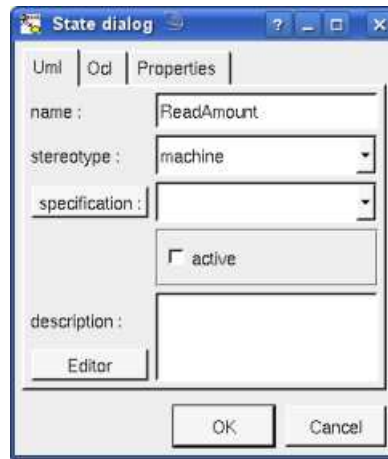 State dialog
Uml Ocl Properties
name : ReadAmount
stereotype : machine
specification :
active
description :
Editor
OK Cancel